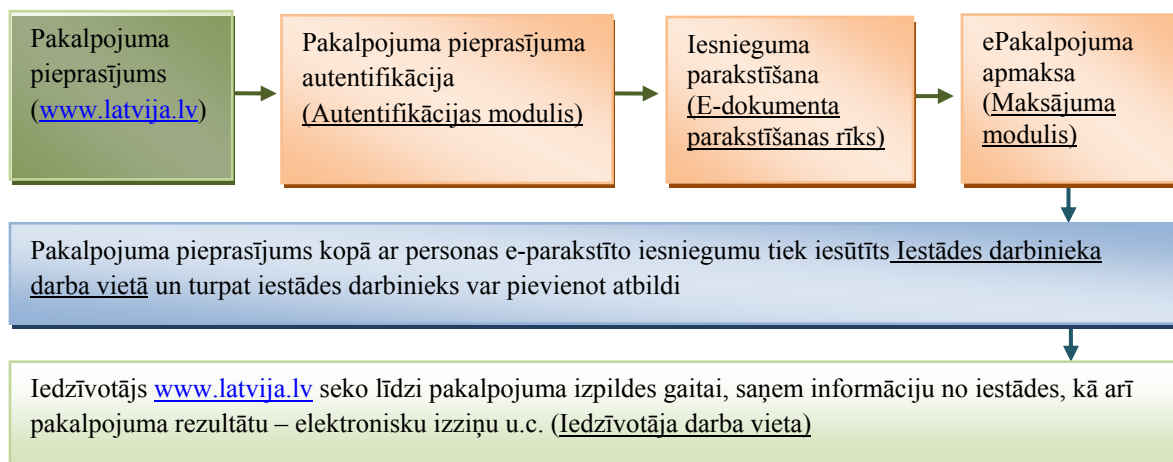 Pakalpojuma
pieprasījums
(www.latvija.lv)
Pakalpojuma pieprasījuma
autentifikācija
(Autentifikācijas modulis)
Iesnieguma
parakstīšana
(E-dokumenta
parakstīšanas rīks)
ePakalpojuma
apmaksa
(Maksājuma
modulis)
Pakalpojuma pieprasījums kopā ar personas e-parakstīto iesniegumu tiek iesūtīts Iestādes darbinieka
darba vietā un turpat iestādes darbinieks var pievienot atbildi
Iedzīvotājs www.latvija.lv seko līdzi pakalpojuma izpildes gaitai, saņem informāciju no iestādes, kā arī
pakalpojuma rezultātu – elektronisku izziņu u.c. (Iedzīvotāja darba vieta)